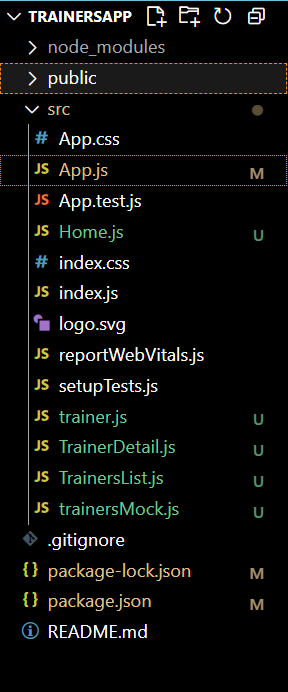 TRAINERSAPP
node_modules
public
src
# App.css
JS App.js M
JS App.test.js
JS Home.js U
# index.css
JS index.js
logo.svg
JS reportWebVitals.js
JS setupTests.js
JS trainer.js U
JS TrainerDetail.js U
JS TrainersList.js U
JS trainersMock.js U
.gitignore
{} package-lock.json M
{} package.json M
README.md